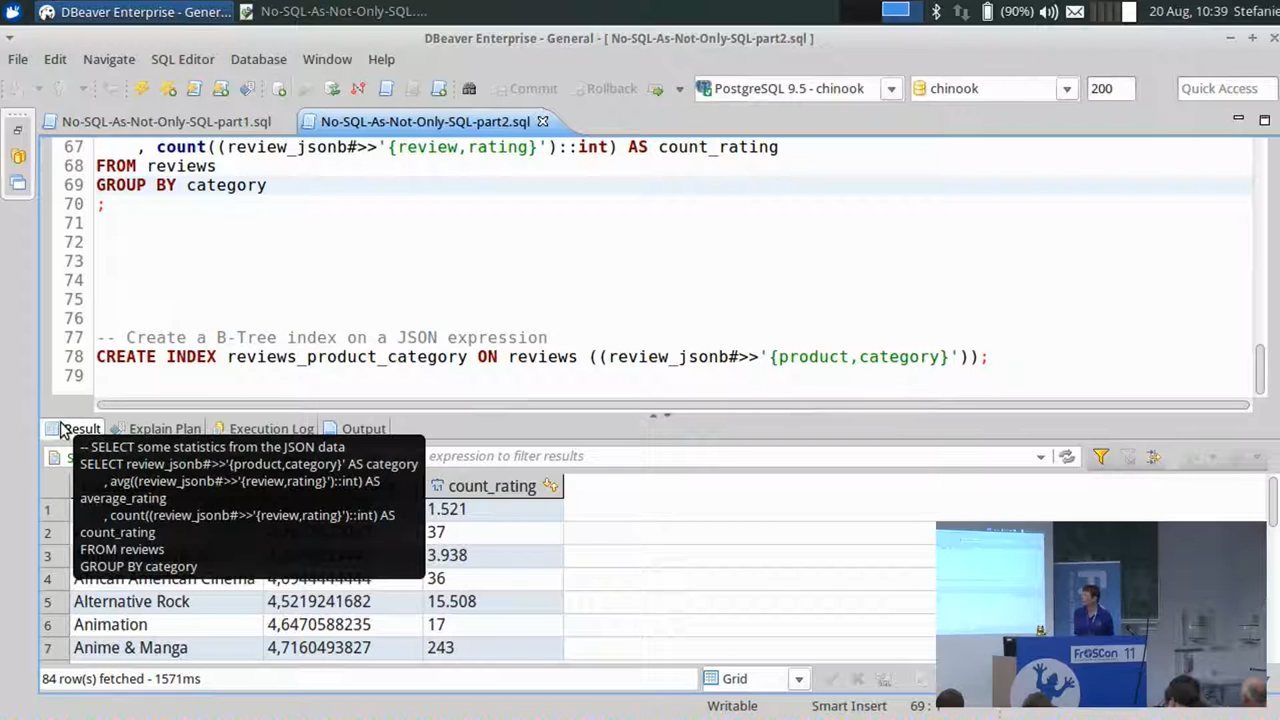 DBeaver Enterprise - Gener...
No-SQL-As-Not-Only-SQL....
(90%)
20 Aug, 10:39
Stefanie
DBeaver Enterprise - General - [ No-SQL-As-Not-Only-SQL-part2.sql ]
File Edit Navigate SQL Editor Database Window Help
Commit
Rollback
PostgreSQL 9.5 - chinook
chinook
200
Quick Access
No-SQL-As-Not-Only-SQL-part1.sql
No-SQL-As-Not-Only-SQL-part2.sql
67 , count((review_jsonb#>>'{review,rating}')::int) AS count_rating
68 FROM reviews
69 GROUP BY category
70 ;
71
72
73
74
75
76
77 -- Create a B-Tree index on a JSON expression
78 CREATE INDEX reviews_product_category ON reviews ((review_jsonb#>>'{product,category}'));
79
Result
Explain Plan
Execution Log
Output
-- SELECT some statistics from the JSON data
SELECT review_jsonb#>>'{product,category}' AS category
, avg((review_jsonb#>>'{review,rating}')::int) AS
average_rating
, count((review_jsonb#>>'{review,rating}')::int) AS
count_rating
FROM reviews
GROUP BY category
expression to filter results
count_rating
1 1.521
2 37
3 3.938
4 African American Cinema 4,6944444444 36
5 Alternative Rock 4,5219241682 15.508
6 Animation 4,6470588235 17
7 Anime & Manga 4,7160493827 243
84 row(s) fetched - 1571ms
Grid
Writable
Smart Insert
69 :
FrOSCon 11